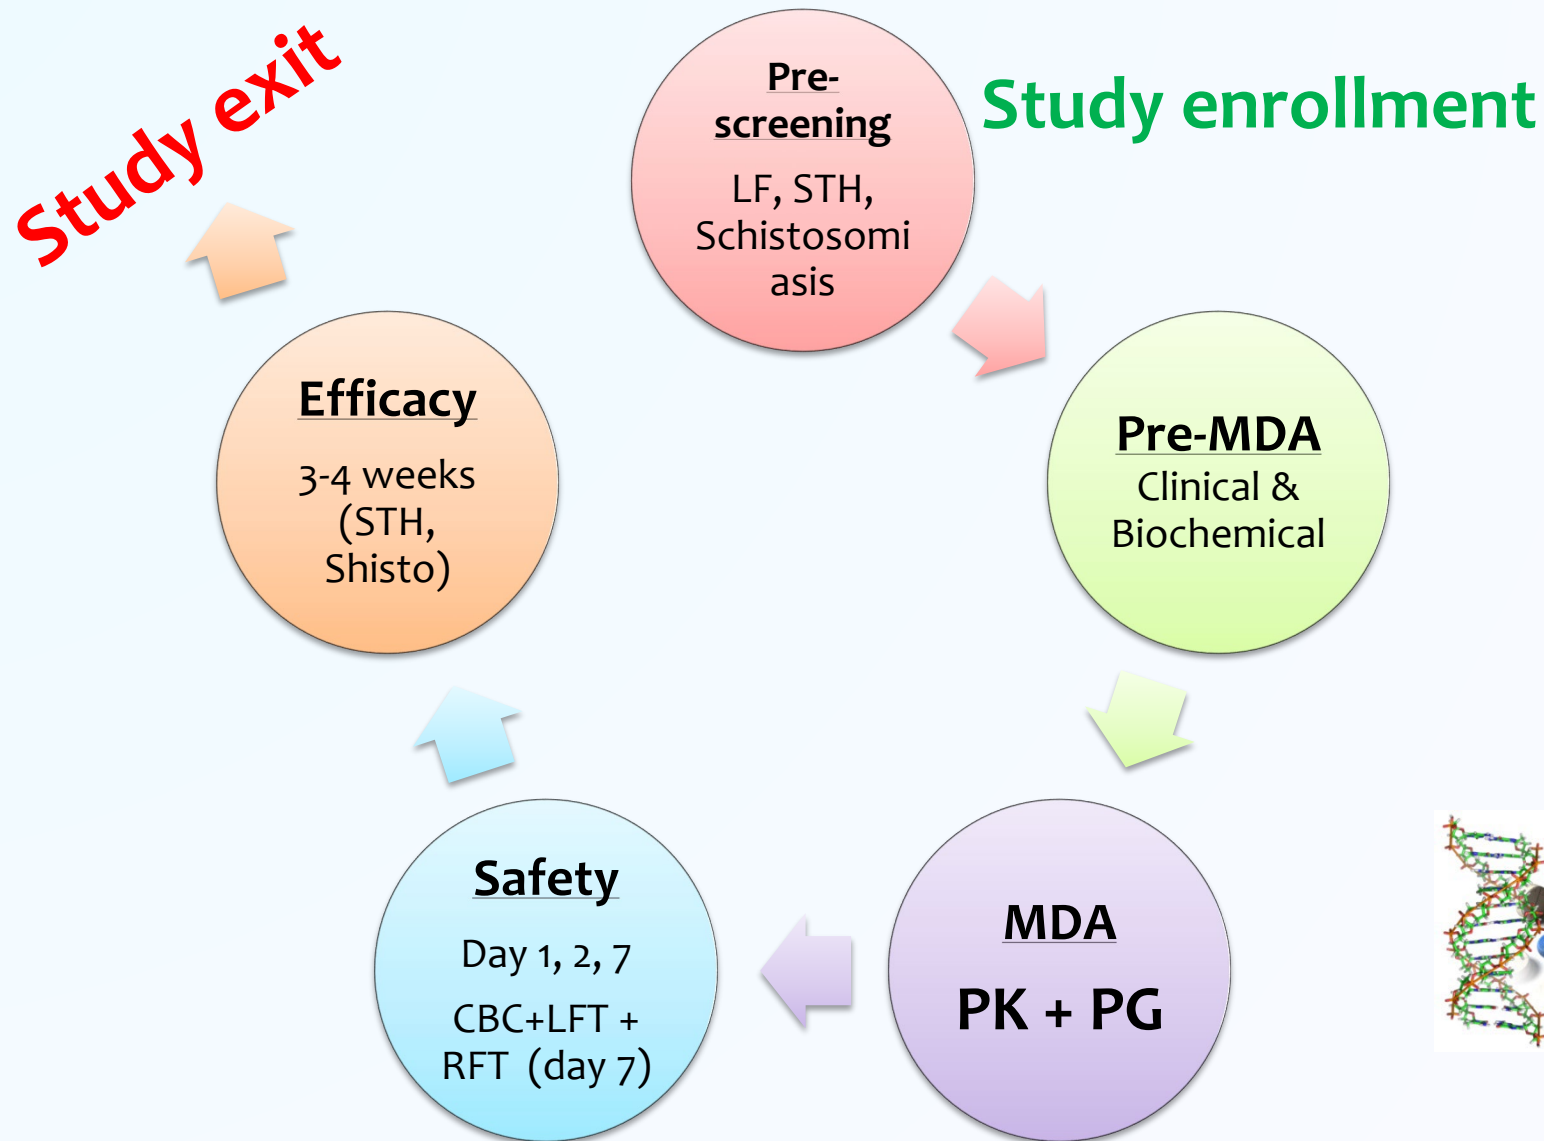 Study exit
Study enrollment
Pre-
screening
LF, STH,
Schistosomi
asis
Pre-MDA
Clinical &
Biochemical
MDA
PK + PG
Safety
Day 1, 2, 7
CBC+LFT +
RFT (day 7)
Efficacy
3-4 weeks
(STH,
Shisto)